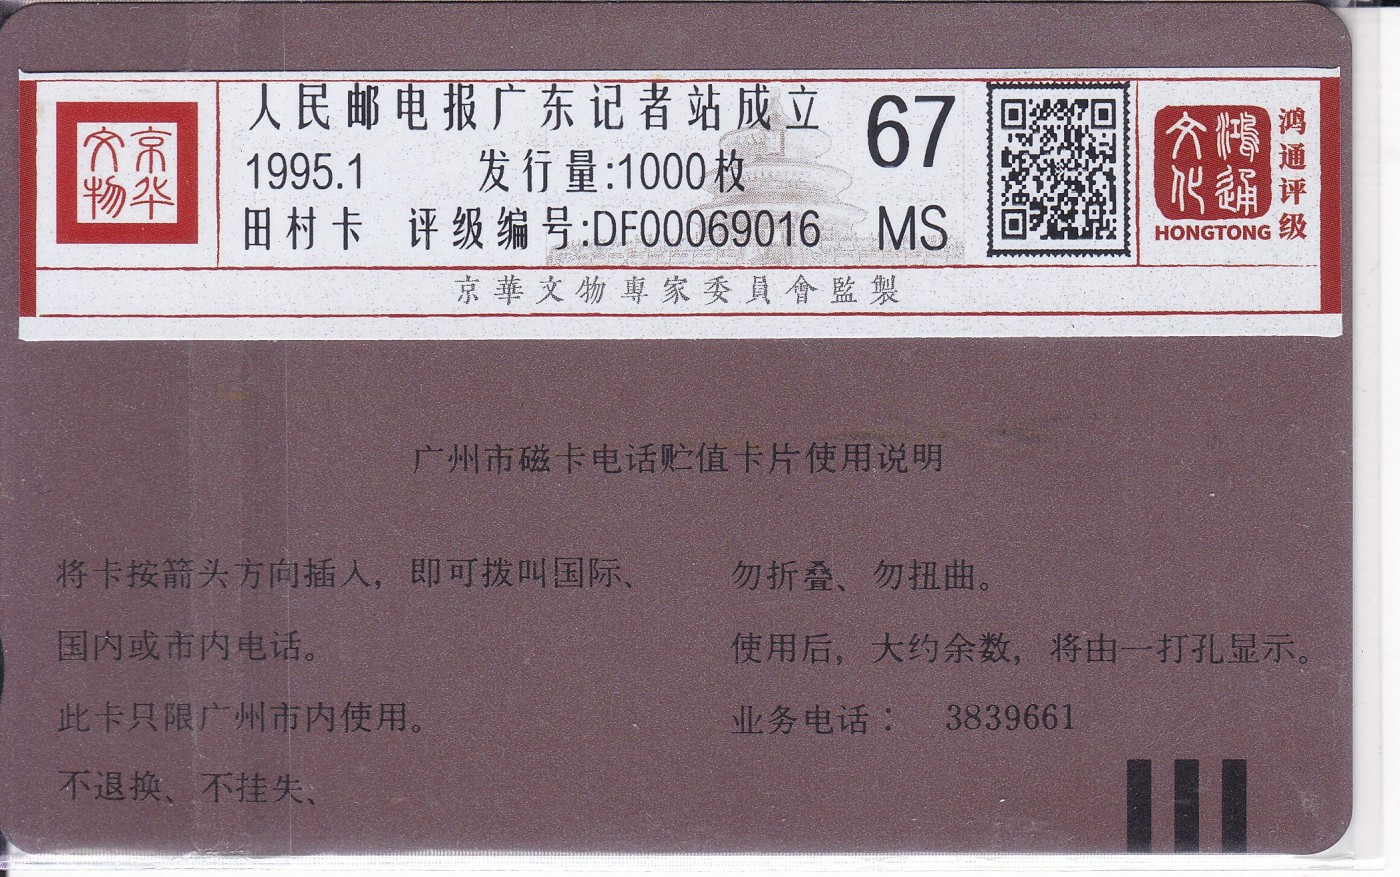 京华
文物
人民邮电报广东记者站成立
1995.1 发行量:1000枚
田村卡 评级编号:DF00069016
67
MS
鸿通
文化
HONGTONG
鸿通评级
京華文物專家委員會監製
广州市磁卡电话贮值卡片使用说明
将卡按箭头方向插入，即可拨叫国际、
国内或市内电话。
此卡只限广州市内使用。
不退换、不挂失、
勿折叠、勿扭曲。
使用后，大约余数，将由一打孔显示。
业务电话： 3839661